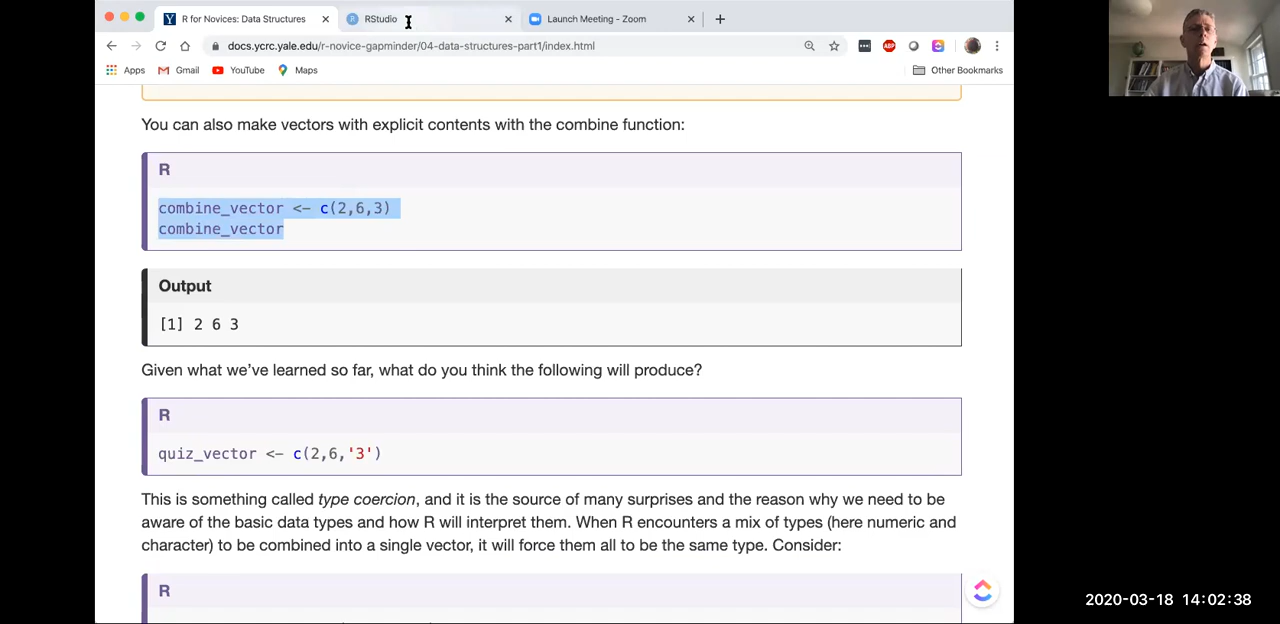 R for Novices: Data Structures
RStudio
Launch Meeting - Zoom
docs.ycrc.yale.edu/r-novice-gapminder/04-data-structures-part1/index.html
ABP
Apps
Gmail
YouTube
Maps
Other Bookmarks
You can also make vectors with explicit contents with the combine function:
R
combine_vector <- c(2,6,3)
combine_vector
Output
[1] 2 6 3
Given what we've learned so far, what do you think the following will produce?
R
quiz_vector <- c(2,6,'3')
This is something called type coercion, and it is the source of many surprises and the reason why we need to be
aware of the basic data types and how R will interpret them. When R encounters a mix of types (here numeric and
character) to be combined into a single vector, it will force them all to be the same type. Consider:
R
2020-03-18 14:02:38